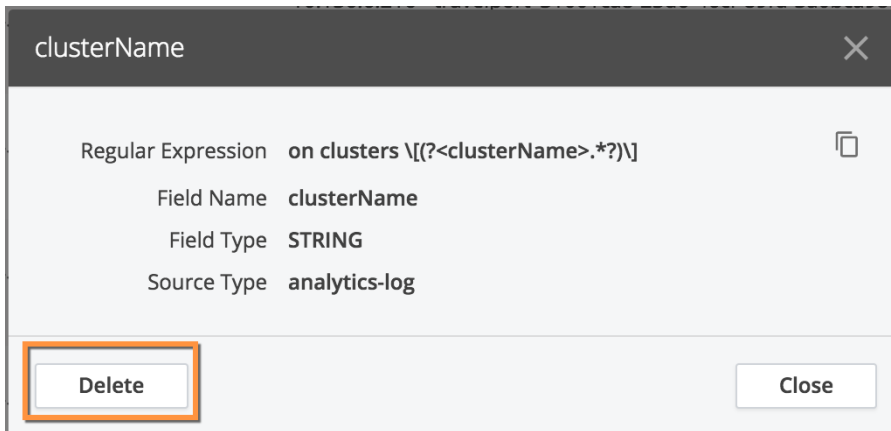 clusterName
Regular Expression on clusters \[(?<clusterName>.*?)\]
Field Name clusterName
Field Type STRING
Source Type analytics-log
Delete Close